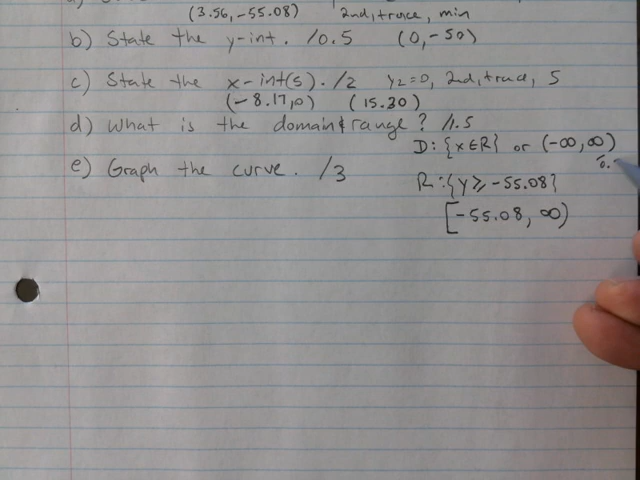 (3.56,-55.08) 2nd, trace, min
b) State the y-int. /0.5 (0,-50)
c) State the x-int(s). /2 y2=0, 2nd, trace, 5
(-8.17,0) (15.30)
d) What is the domain & range? /1.5
D: {x∈R} or (-∞,∞)
e) Graph the curve. /3
R: {y≥-55.08}
[-55.08, ∞)